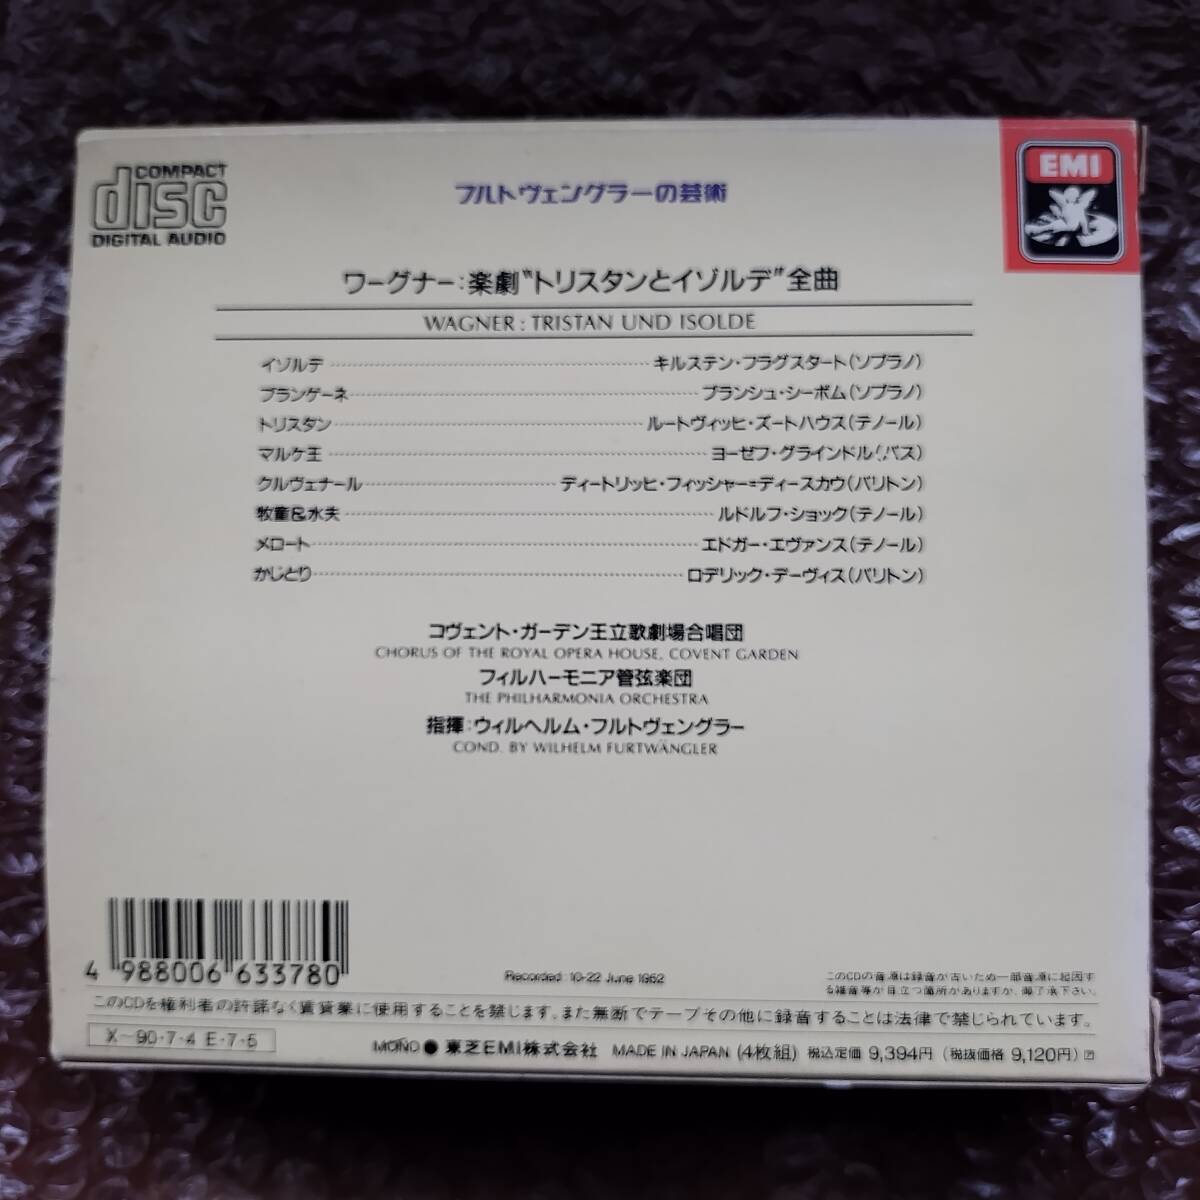 COMPACT
disc
DIGITAL AUDIO
EMI
フルトヴェングラーの芸術
ワーグナー：楽劇“トリスタンとイゾルデ”全曲
WAGNER : TRISTAN UND ISOLDE
イゾルデ……キルステン・フラグスタート(ソプラノ)
ブランゲーネ……ブランシュ・シーボム(ソプラノ)
トリスタン……ルートヴィッヒ・ズートハウス(テノール)
マルケ王……ヨーゼフ・グラインドル(バス)
クルヴェナール……ディートリッヒ・フィッシャー=ディースカウ(バリトン)
牧童&水夫……ルドルフ・ショック(テノール)
メロート……エドガー・エヴァンス(テノール)
かじとり……ロデリック・デーヴィス(バリトン)
コヴェント・ガーデン王立歌劇場合唱団
CHORUS OF THE ROYAL OPERA HOUSE, COVENT GARDEN
フィルハーモニア管弦楽団
THE PHILHARMONIA ORCHESTRA
指揮：ウィルヘルム・フルトヴェングラー
COND. BY WILHELM FURTWÄNGLER
4 988006 633780
Recorded : 10-22 June 1952
このCDの音源は録音が古いため一部音源に起因す
る雑音等が目立つ箇所がありますが、御了承下さい。
このCDを権利者の許諾なく賃貸業に使用することを禁じます。また無断でテープその他に録音することは法律で禁じられています。
X-90・7・4 E・7・5
MONO ● 東芝EMI株式会社 MADE IN JAPAN (4枚組) 税込定価 9,394円 (税抜価格 9,120円)